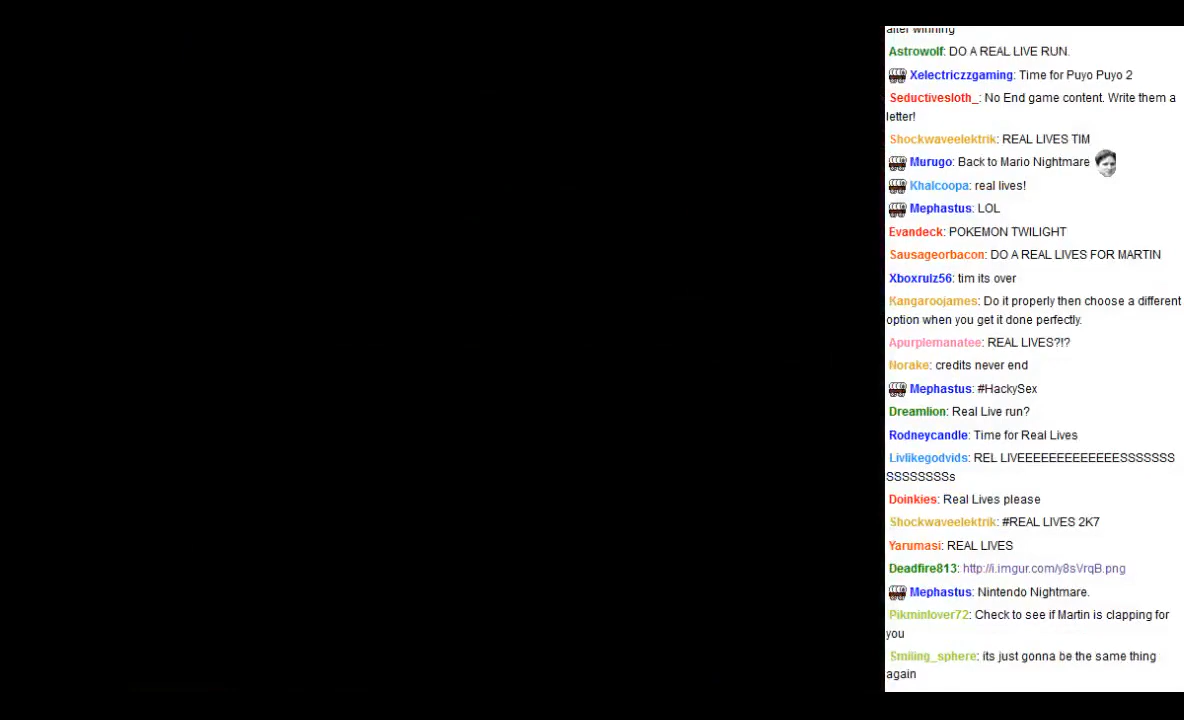 after winning
Astrowolf: DO A REAL LIVE RUN.
Xelectriczzgaming: Time for Puyo Puyo 2
Seductivesloth_: No End game content. Write them a
letter!
Shockwaveelektrik: REAL LIVES TIM
Murugo: Back to Mario Nightmare
Khalcoopa: real lives!
Mephastus: LOL
Evandeck: POKEMON TWILIGHT
Sausageorbacon: DO A REAL LIVES FOR MARTIN
Xboxrulz56: tim its over
Kangaroojames: Do it properly then choose a different
option when you get it done perfectly.
Apurplemanatee: REAL LIVES?!?
Norake: credits never end
Mephastus: #HackySex
Dreamlion: Real Live run?
Rodneycandle: Time for Real Lives
Livlikegodvids: REL LIVEEEEEEEEEEEEESSSSSSS
SSSSSSSSs
Doinkies: Real Lives please
Shockwaveelektrik: #REAL LIVES 2K7
Yarumasi: REAL LIVES
Deadfire813: http://i.imgur.com/y8sVrqB.png
Mephastus: Nintendo Nightmare.
Pikminlover72: Check to see if Martin is clapping for
you
Smiling_sphere: its just gonna be the same thing
again